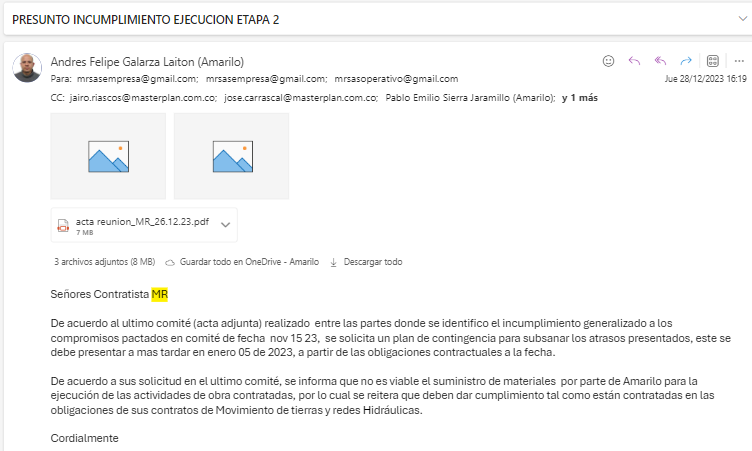 PRESUNTO INCUMPLIMIENTO EJECUCION ETAPA 2
Andres Felipe Galarza Laiton (Amarilo)
Para: mrsasempresa@gmail.com; mrsasempresa@gmail.com; mrsasoperativo@gmail.com
Jue 28/12/2023 16:19
CC: jairo.riascos@masterplan.com.co; jose.carrascal@masterplan.com.co; Pablo Emilio Sierra Jaramillo (Amarilo); y 1 más
acta reunion_MR_26.12.23.pdf
7 MB
3 archivos adjuntos (8 MB) Guardar todo en OneDrive - Amarilo Descargar todo
Señores Contratista MR
De acuerdo al ultimo comité (acta adjunta) realizado entre las partes donde se identifico el incumplimiento generalizado a los
compromisos pactados en comité de fecha nov 15 23, se solicita un plan de contingencia para subsanar los atrasos presentados, este se
debe presentar a mas tardar en enero 05 de 2023, a partir de las obligaciones contractuales a la fecha.
De acuerdo a sus solicitud en el ultimo comité, se informa que no es viable el suministro de materiales por parte de Amarilo para la
ejecución de las actividades de obra contratadas, por lo cual se reitera que deben dar cumplimiento tal como están contratadas en las
obligaciones de sus contratos de Movimiento de tierras y redes Hidráulicas.
Cordialmente